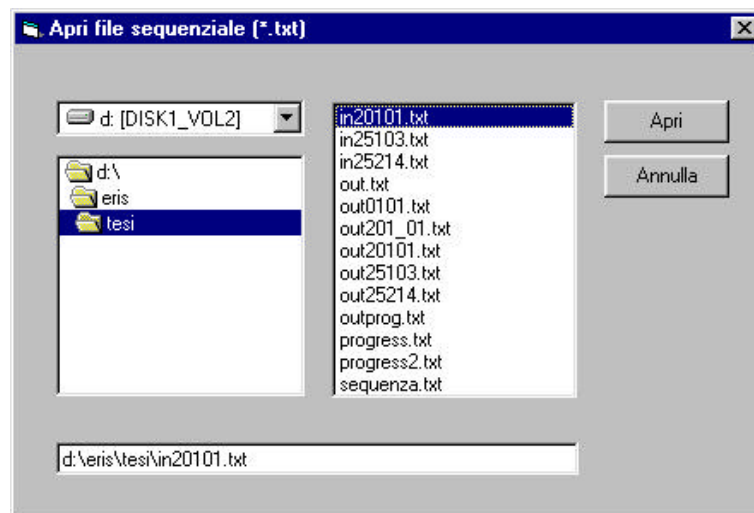 Apri file sequenziale (*.txt)
d: [DISK1_VOL2]
d:\
eris
tesi
in20101.txt
in25103.txt
in25214.txt
out.txt
out0101.txt
out201_01.txt
out20101.txt
out25103.txt
out25214.txt
outprog.txt
progress.txt
progress2.txt
sequenza.txt
Apri
Annulla
d:\eris\tesi\in20101.txt